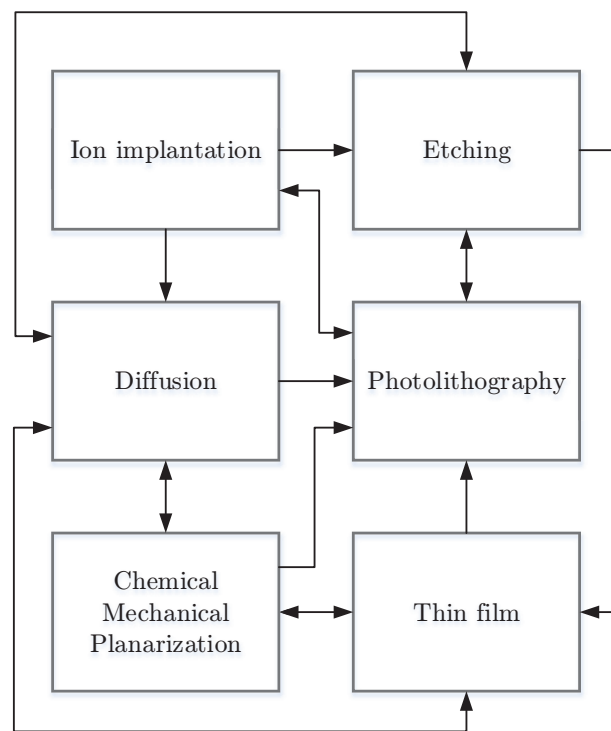 Ion implantation
Etching
Diffusion
Photolithography
Chemical
Mechanical
Planarization
Thin film